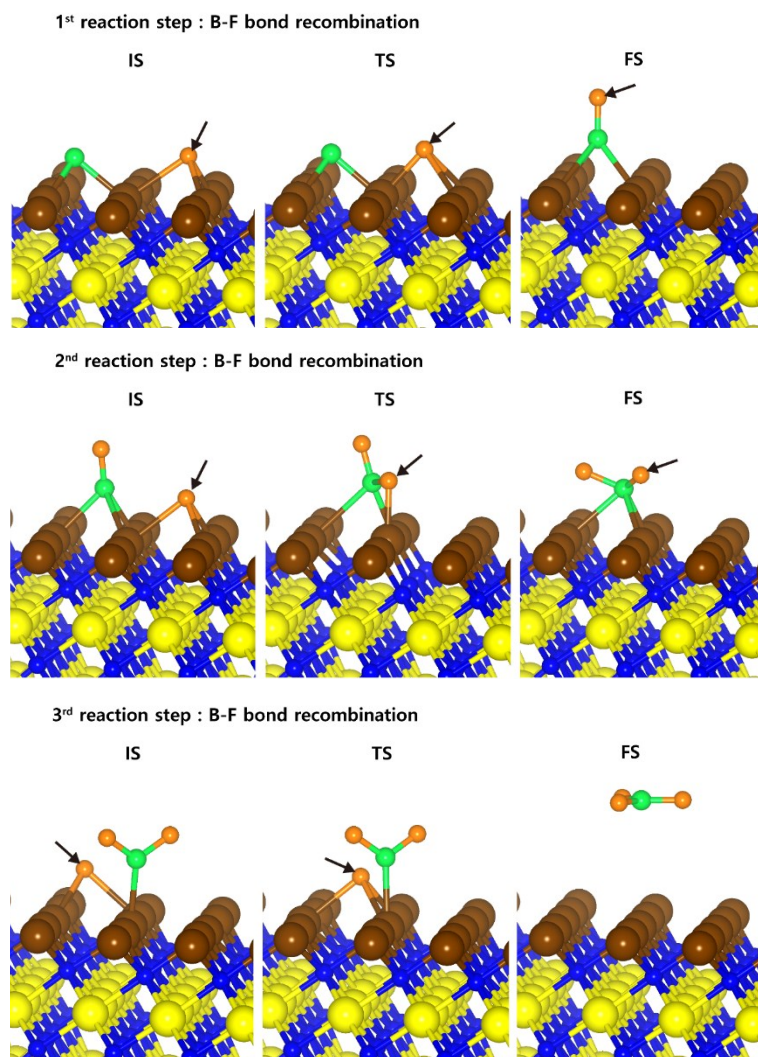 1st reaction step : B-F bond recombination
IS TS FS
2nd reaction step : B-F bond recombination
IS TS FS
3rd reaction step : B-F bond recombination
IS TS FS